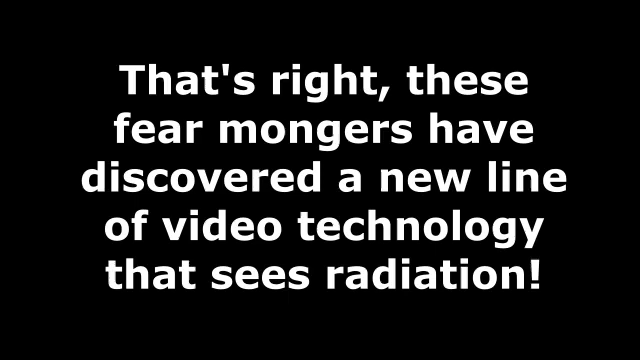 That's right, these
fear mongers have
discovered a new line
of video technology
that sees radiation!